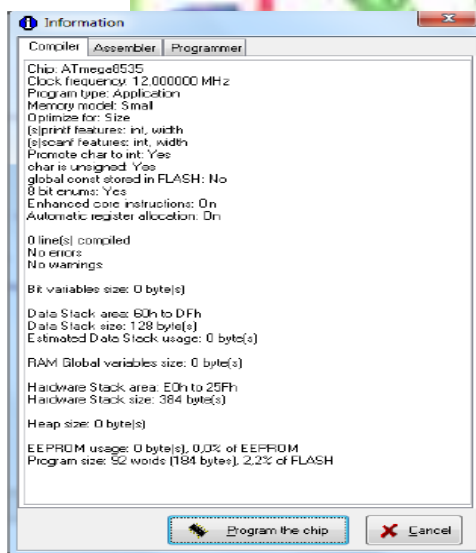 Information
Compiler Assembler Programmer
Chip: ATmega8535
Clock frequency: 12,000000 MHz
Program type: Application
Memory model: Small
Optimize for: Size
(s)printf features: int, width
(s)scanf features: int, width
Promote char to int: Yes
char is unsigned: Yes
global const stored in FLASH: No
8 bit enums: Yes
Enhanced core instructions: On
Automatic register allocation: On
0 line(s) compiled
No errors
No warnings
Bit variables size: 0 byte(s)
Data Stack area: 60h to DFh
Data Stack size: 128 byte(s)
Estimated Data Stack usage: 0 byte(s)
RAM Global variables size: 0 byte(s)
Hardware Stack area: E0h to 25Fh
Hardware Stack size: 384 byte(s)
Heap size: 0 byte(s)
EEPROM usage: 0 byte(s), 0,0% of EEPROM
Program size: 92 words (184 bytes), 2,2% of FLASH
Program the chip Cancel